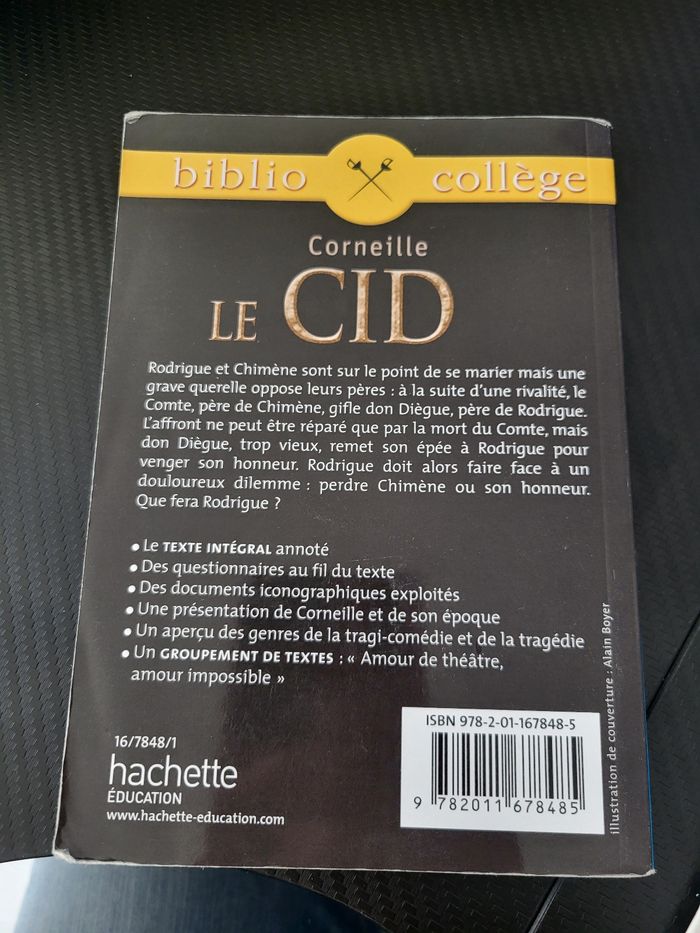 biblio collège
Corneille
LE CID
Rodrigue et Chimène sont sur le point de se marier mais une
grave querelle oppose leurs pères : à la suite d'une rivalité, le
Comte, père de Chimène, gifle don Diègue, père de Rodrigue.
L'affront ne peut être réparé que par la mort du Comte, mais
don Diègue, trop vieux, remet son épée à Rodrigue pour
venger son honneur. Rodrigue doit alors faire face à un
douloureux dilemme : perdre Chimène ou son honneur.
Que fera Rodrigue ?
• Le TEXTE INTÉGRAL annoté
• Des questionnaires au fil du texte
• Des documents iconographiques exploités
• Une présentation de Corneille et de son époque
• Un aperçu des genres de la tragi-comédie et de la tragédie
• Un GROUPEMENT DE TEXTES : « Amour de théâtre,
amour impossible »
16/7848/1
hachette
ÉDUCATION
www.hachette-education.com
ISBN 978-2-01-167848-5
9 782011 678485
illustration de couverture : Alain Boyer